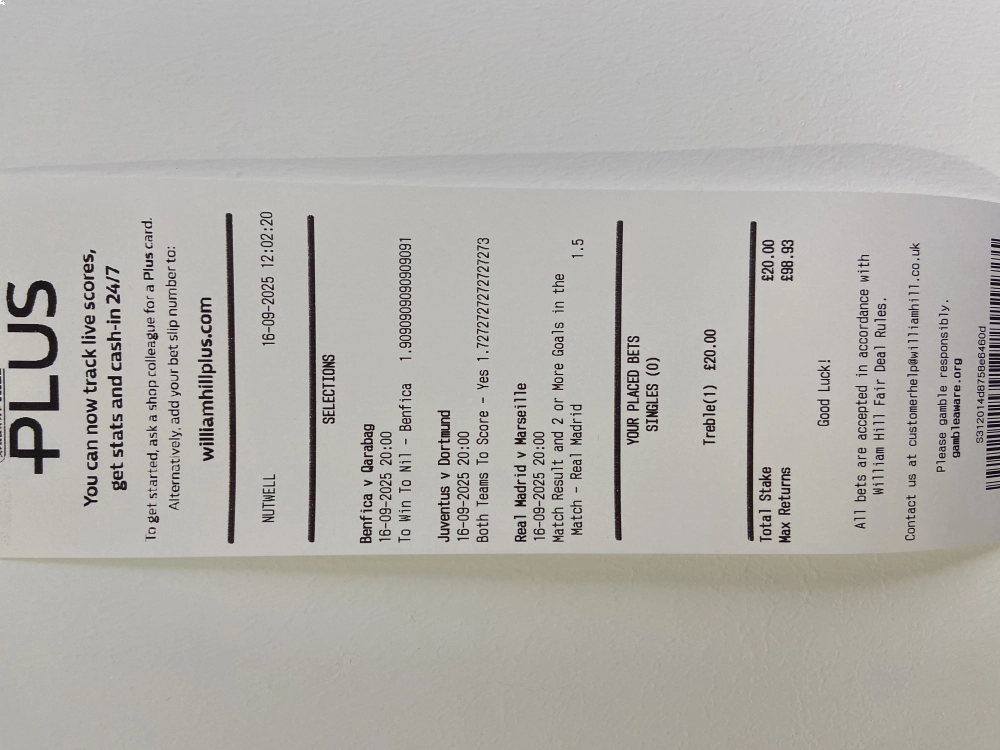 PLUS
You can now track live scores,
get stats and cash-in 24/7
To get started, ask a shop colleague for a Plus card.
Alternatively, add your bet slip number to:
williamhillplus.com
NUTWELL 16-09-2025 12:02:20
SELECTIONS
Benfica v Qarabag
16-09-2025 20:00
To Win To Nil - Benfica 1.9090909090909091
Juventus v Dortmund
16-09-2025 20:00
Both Teams To Score - Yes 1.7272727272727273
Real Madrid v Marseille
16-09-2025 20:00
Match Result and 2 or More Goals in the
Match - Real Madrid 1.5
YOUR PLACED BETS
SINGLES (0)
Treble(1) £20.00
Total Stake £20.00
Max Returns £98.93
Good Luck!
All bets are accepted in accordance with
William Hill Fair Deal Rules.
Contact us at customerhelp@williamhill.co.uk
Please gamble responsibly.
gambleaware.org
S312014d8758e6460d